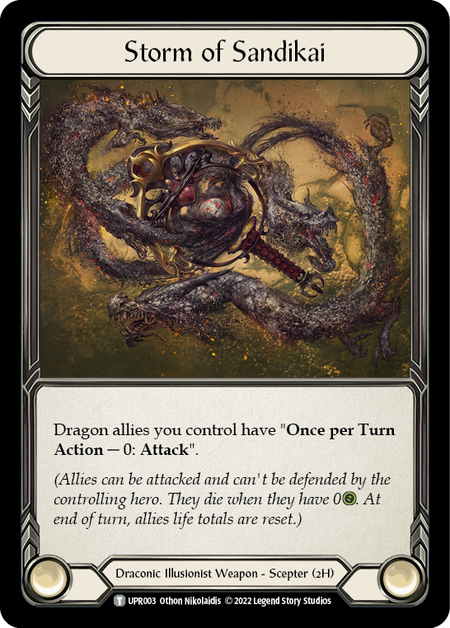 Storm of Sandikai
Dragon allies you control have "Once per Turn
Action — 0: Attack".
(Allies can be attacked and can't be defended by the
controlling hero. They die when they have 0. At
end of turn, allies life totals are reset.)
Draconic Illusionist Weapon - Scepter (2H)
T UPR003 Othon Nikolaidis © 2022 Legend Story Studios